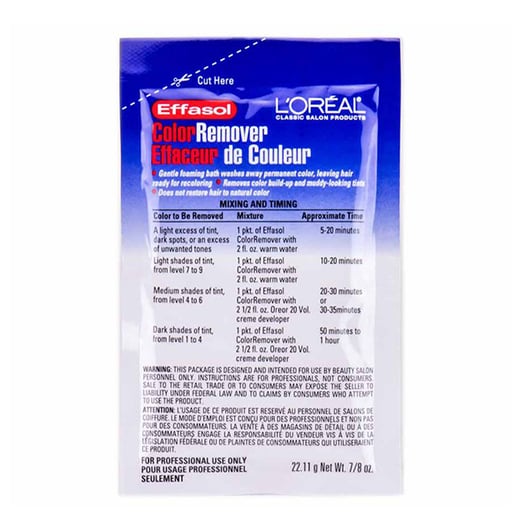 Cut Here
Effasol
L'ORÉAL
CLASSIC SALON PRODUCTS
ColorRemover
Effaceur de Couleur
• Gentle foaming bath washes away permanent color, leaving hair
ready for recoloring • Removes color build-up and muddy-looking tints
• Does not restore hair to natural color
MIXING AND TIMING
Color to Be Removed Mixture Approximate Time
A light excess of tint, 1 pkt. of Effasol 5-20 minutes
dark spots, or an excess ColorRemover with
of unwanted tones 2 fl. oz. warm water
Light shades of tint, 1 pkt. of Effasol 10-20 minutes
from level 7 to 9 ColorRemover with
2 fl. oz. warm water
Medium shades of tint, 1 pkt. of Effasol 20-30 minutes
from level 4 to 6 ColorRemover with or
2 1/2 fl. oz. Oreor 20 Vol. 30-35minutes
creme developer
Dark shades of tint, 1 pkt. of Effasol 50 minutes to
from level 1 to 4 ColorRemover with 1 hour
2 1/2 fl. oz. Oreor 20 Vol.
creme developer
WARNING: THIS PACKAGE IS DESIGNED AND INTENDED FOR USE BY BEAUTY SALON
PERSONNEL ONLY. INSTRUCTIONS ARE FOR PROFESSIONALS, NOT CONSUMERS.
SALE TO THE RETAIL TRADE OR TO CONSUMERS MAY EXPOSE THE SELLER TO
LIABILITY UNDER FEDERAL LAW AND TO CLAIMS BY CONSUMERS WHO ATTEMPT
TO USE THE PRODUCT.
ATTENTION: L'USAGE DE CE PRODUIT EST RESERVÉ AU PERSONNEL DE SALONS DE
COIFFURE. LE MODE D'EMPLOI EST CONÇU POUR DES PROFESSIONNELS ET NON PAS
POUR DES CONSOMMATEURS. LA VENTE À DES MAGASINS DE DÉTAIL OU À DES
CONSOMMATEURS ENGAGE LA RESPONSABILITÉ DU VENDEUR VIS À VIS DE LA
LÉGISLATION FÉDÉRALE OU DE PLAINTES DE CONSOMMATEURS QUI UTILISERAIENT
LE PRODUIT.
FOR PROFESSIONAL USE ONLY
POUR USAGE PROFESSIONNEL
SEULEMENT
22.11 g Net Wt. 7/8 oz.